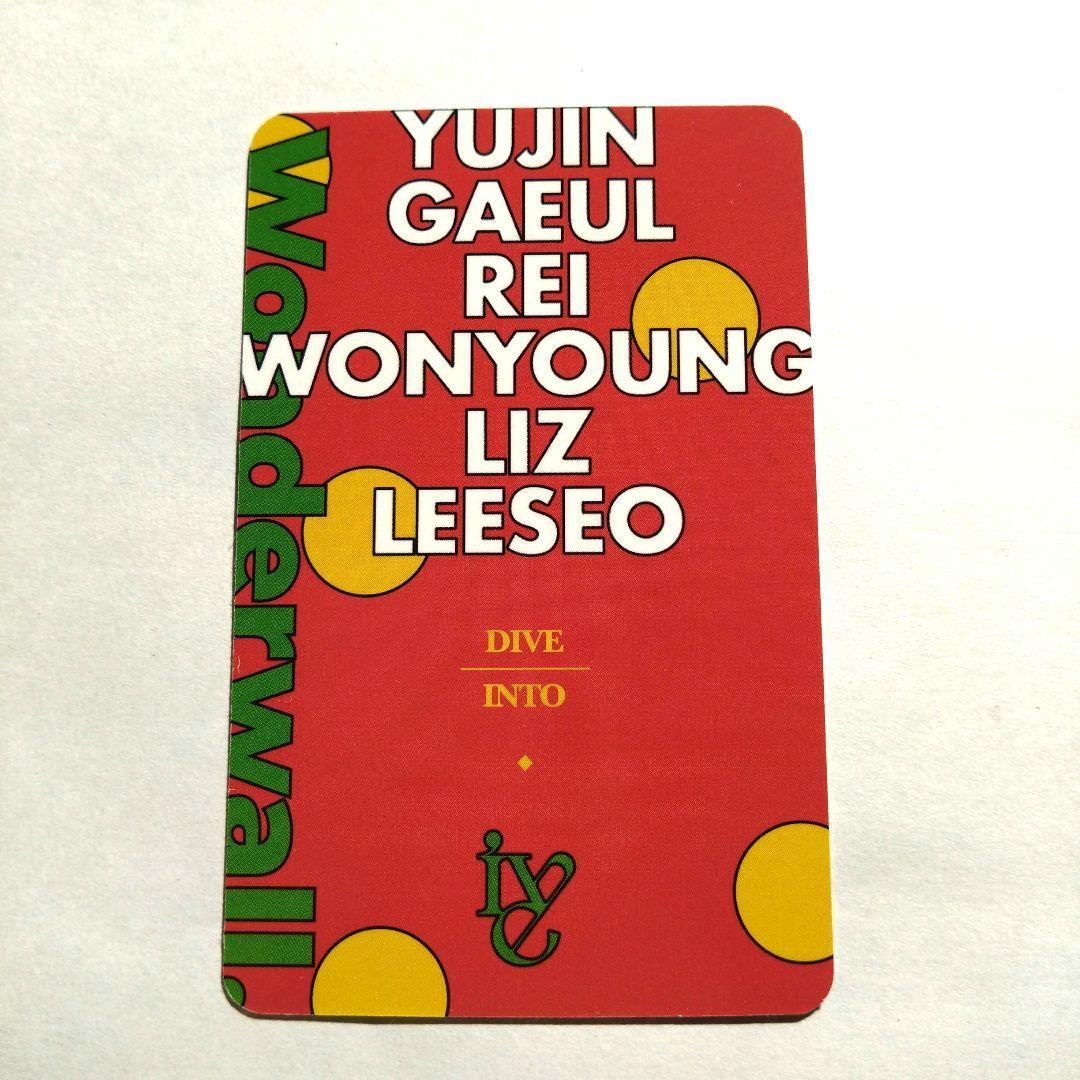 Wonderwall.
YUJIN
GAEUL
REI
WONYOUNG
LIZ
LEESEO
DIVE
INTO
ive